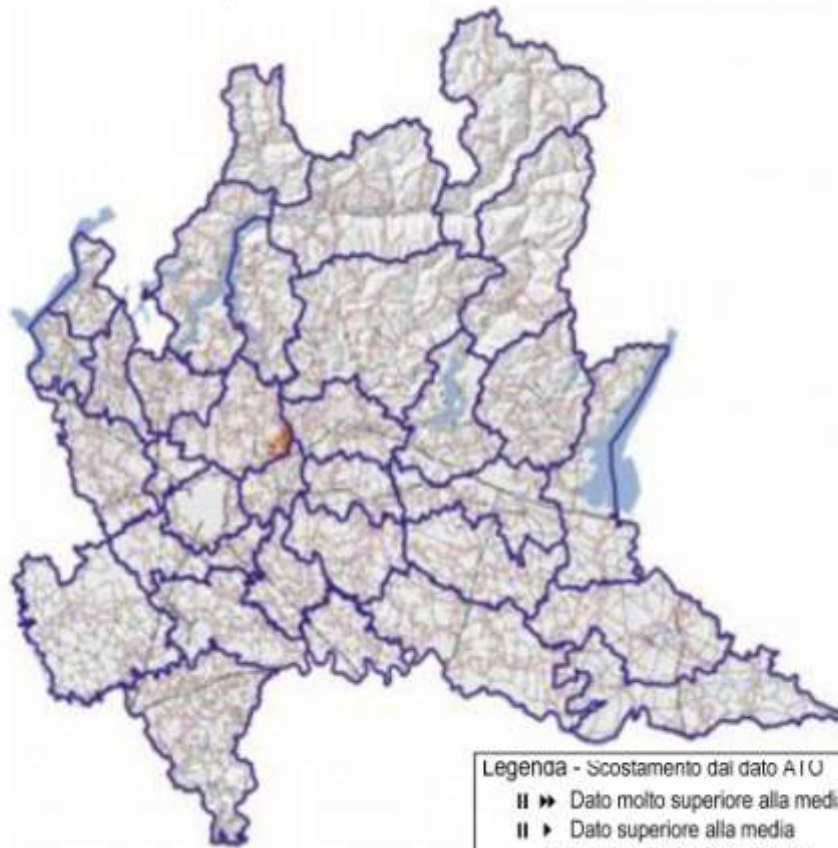 Legenda - Scostamento dal dato ATO
Dato molto superiore alla media
Dato superiore alla media